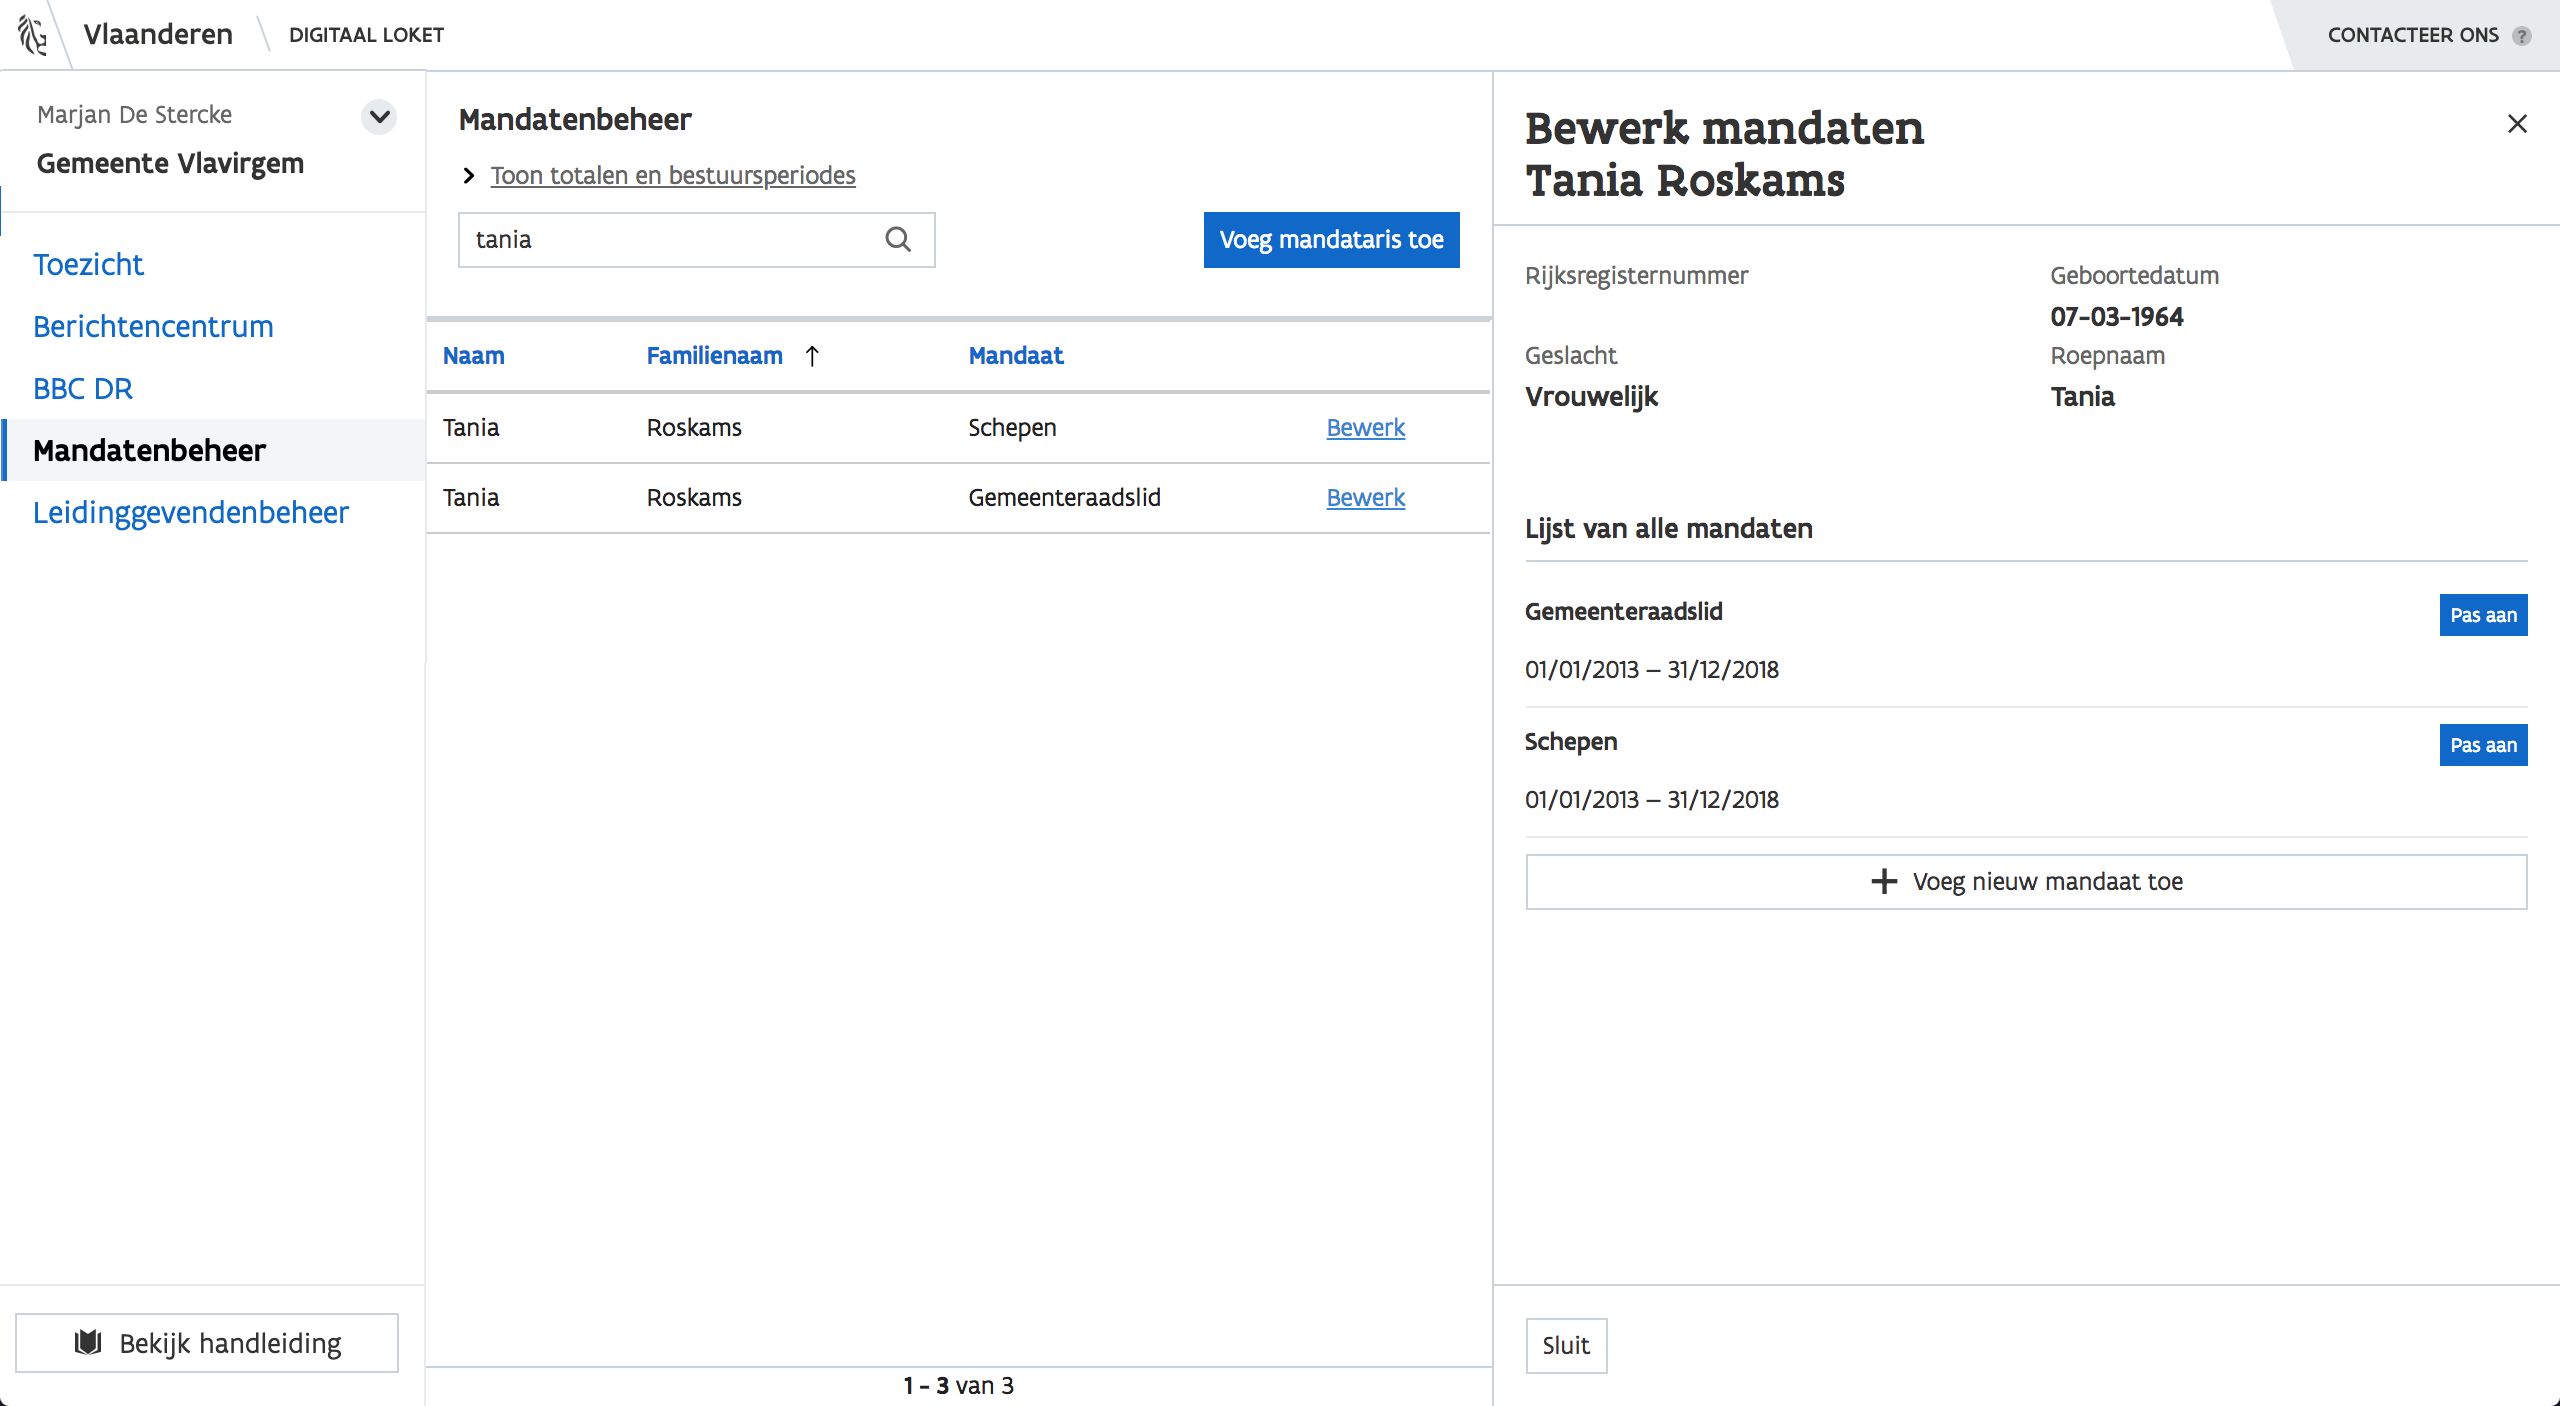 Vlaanderen
DIGITAAL LOKET
CONTACTEER ONS ?
Marjan De Stercke
Gemeente Vlavirgem
Toezicht
Berichtencentrum
BBC DR
Mandatenbeheer
Leidinggevendenbeheer
Bekijk handleiding
Mandatenbeheer
Toon totalen en bestuursperiodes
tania
Voeg mandataris toe
Naam Familienaam ↑ Mandaat
Tania Roskams Schepen Bewerk
Tania Roskams Gemeenteraadslid Bewerk
1 - 3 van 3
Bewerk mandaten
Tania Roskams
Rijksregisternummer Geboortedatum
07-03-1964
Geslacht Roepnaam
Vrouwelijk Tania
Lijst van alle mandaten
Gemeenteraadslid Pas aan
01/01/2013 – 31/12/2018
Schepen Pas aan
01/01/2013 – 31/12/2018
Voeg nieuw mandaat toe
Sluit